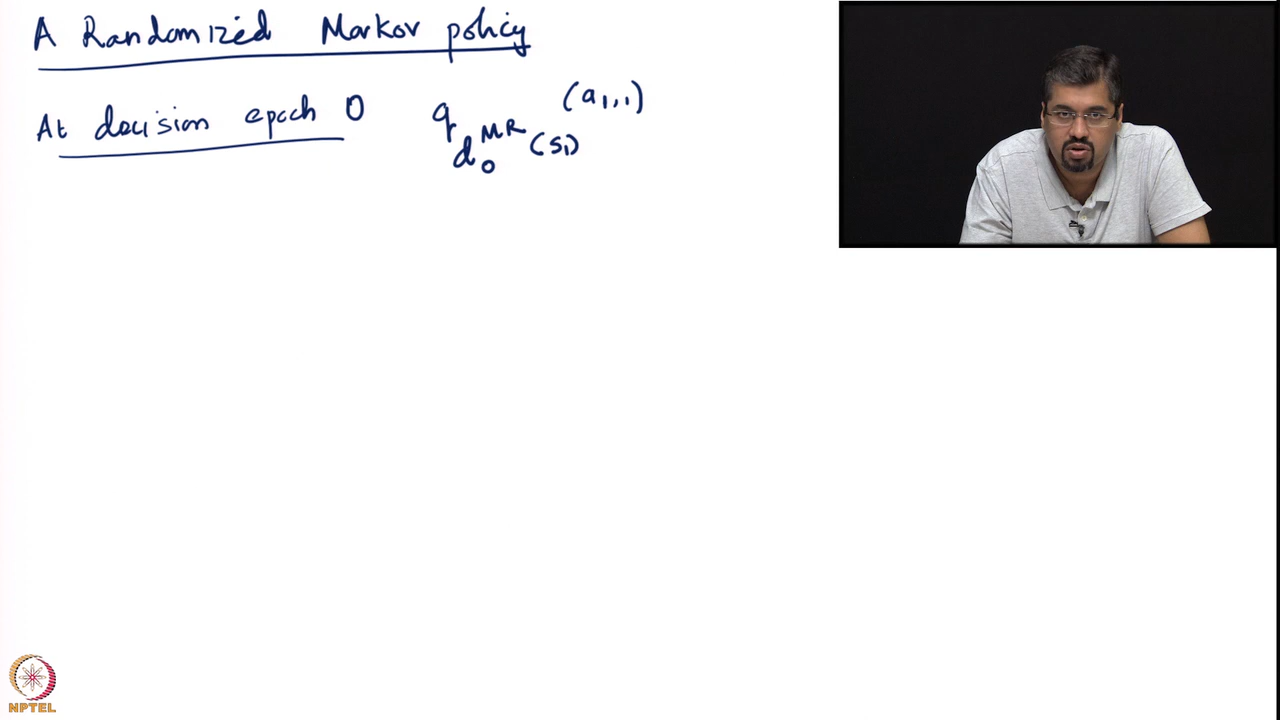 A Randomized Markov policy
At decision epoch 0 q_{d_0^{MR}(s_1)}(a_{1,1})
NPTEL